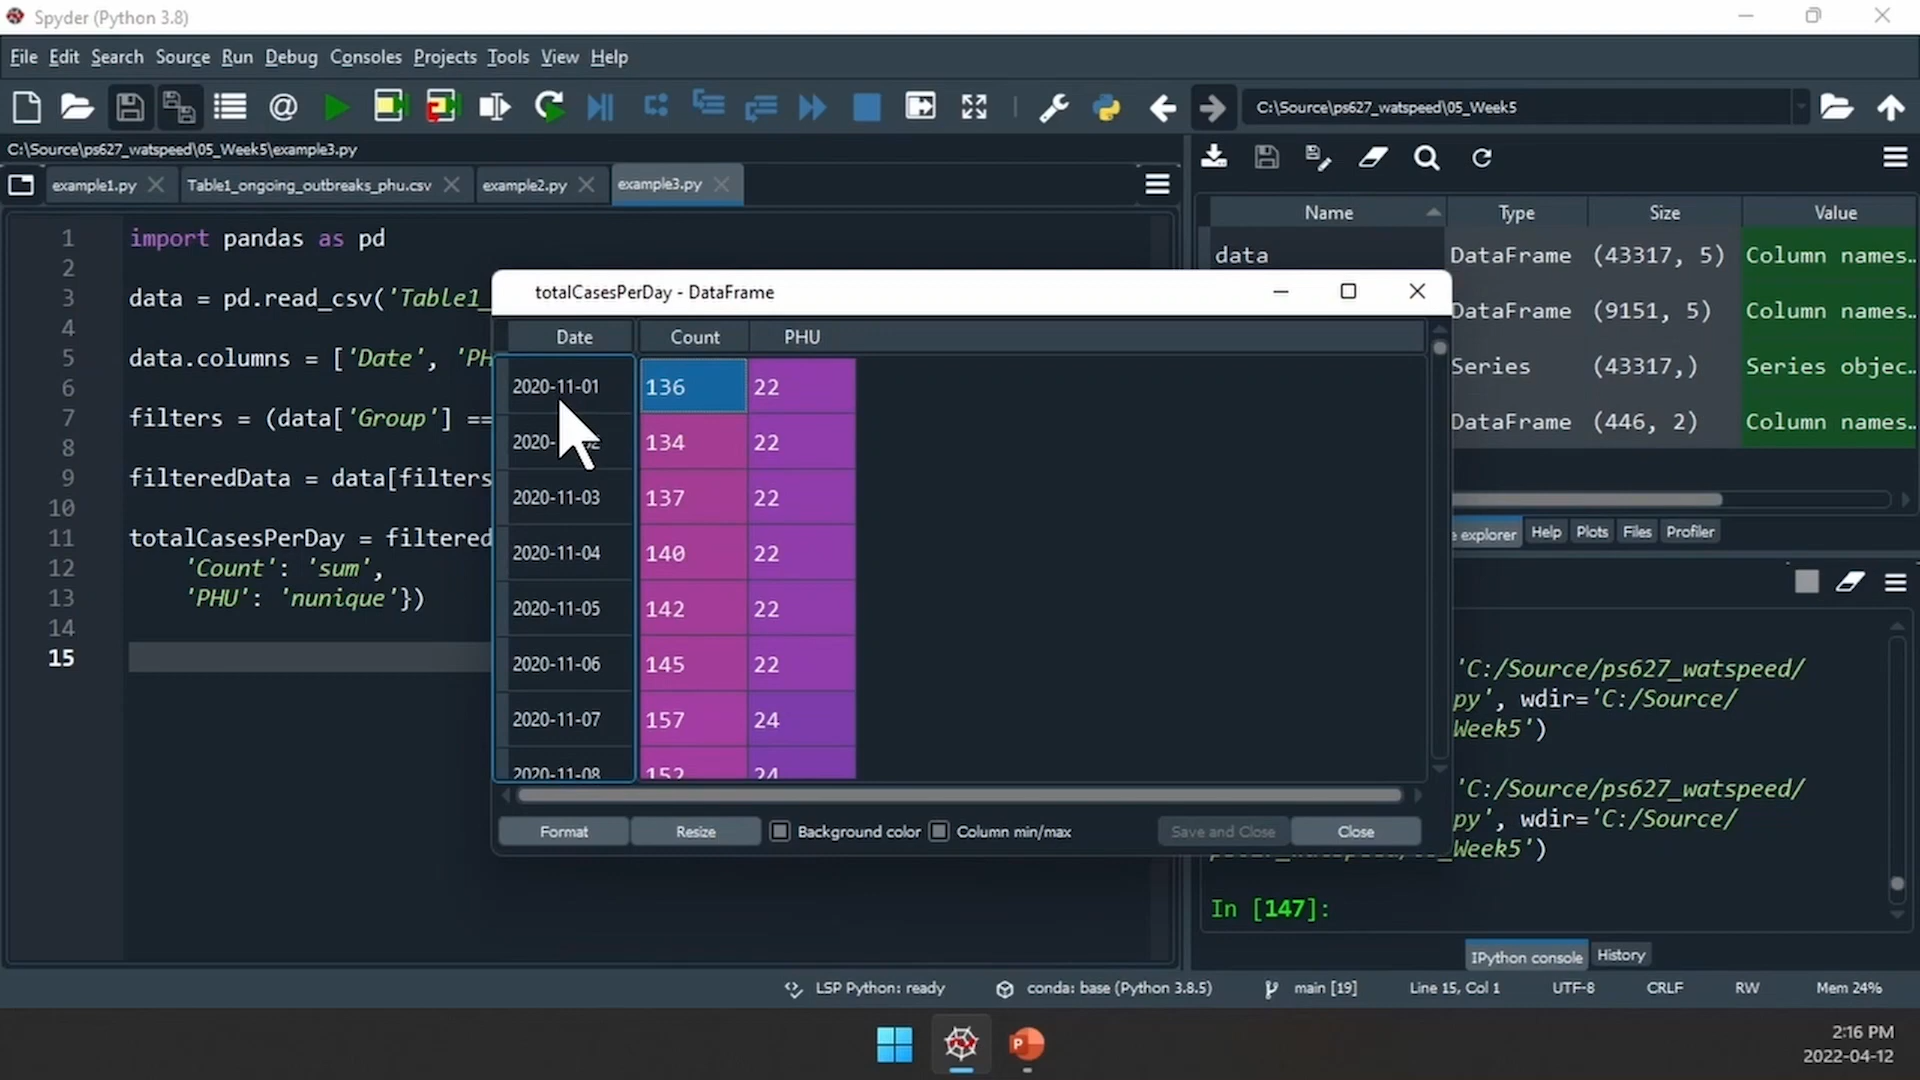 Spyder (Python 3.8)
File Edit Search Source Run Debug Consoles Projects Tools View Help
C:\Source\ps627_watspeed\05_Week5
C:\Source\ps627_watspeed\05_Week5\example3.py
example1.py Table1_ongoing_outbreaks_phu.csv example2.py example3.py
1 import pandas as pd
2
3 data = pd.read_csv('Table1_
4
5 data.columns = ['Date', 'PH
6
7 filters = (data['Group'] ==
8
9 filteredData = data[filters
10
11 totalCasesPerDay = filtered
12 'Count': 'sum',
13 'PHU': 'nunique'})
14
15
Name Type Size Value
data DataFrame (43317, 5) Column names..
DataFrame (9151, 5) Column names..
Series (43317,) Series objec..
DataFrame (446, 2) Column names..
totalCasesPerDay - DataFrame
Date Count PHU
2020-11-01 136 22
2020- 134 22
2020-11-03 137 22
2020-11-04 140 22
2020-11-05 142 22
2020-11-06 145 22
2020-11-07 157 24
2020-11-08 152 24
Format Resize Background color Column min/max Save and Close Close
e explorer Help Plots Files Profiler
'C:/Source/ps627_watspeed/
py', wdir='C:/Source/
Week5')
'C:/Source/ps627_watspeed/
py', wdir='C:/Source/
_Week5')
In [147]:
IPython console History
LSP Python: ready conda: base (Python 3.8.5) main [19] Line 15, Col 1 UTF-8 CRLF RW Mem 24%
2:16 PM
2022-04-12